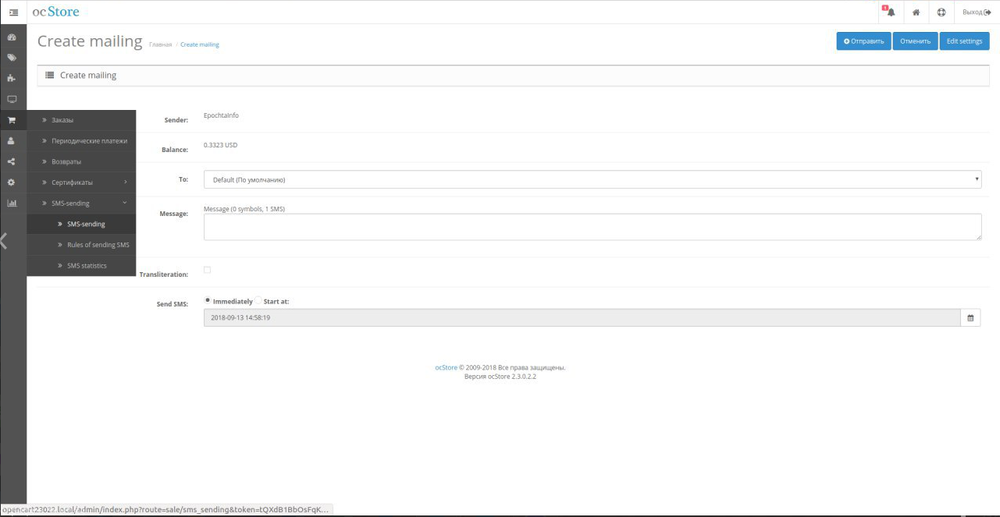 ocStore
Выход
Create mailing
Главная / Create mailing
Отправить
Отменить
Edit settings
Create mailing
Заказы
Периодические платежи
Возвраты
Сертификаты
SMS-sending
SMS-sending
Rules of sending SMS
SMS statistics
Sender: EpochtaInfo
Balance: 0.3323 USD
To: Default (По умолчанию)
Message: Message (0 symbols, 1 SMS)
Transliteration:
Send SMS: Immediately Start at:
2018-09-13 14:58:19
ocStore © 2009-2018 Все права защищены.
Версия ocStore 2.3.0.2.2
opencart23022.local/admin/index.php?route=sale/sms_sending&token=tQXdB1BbOsFqK...